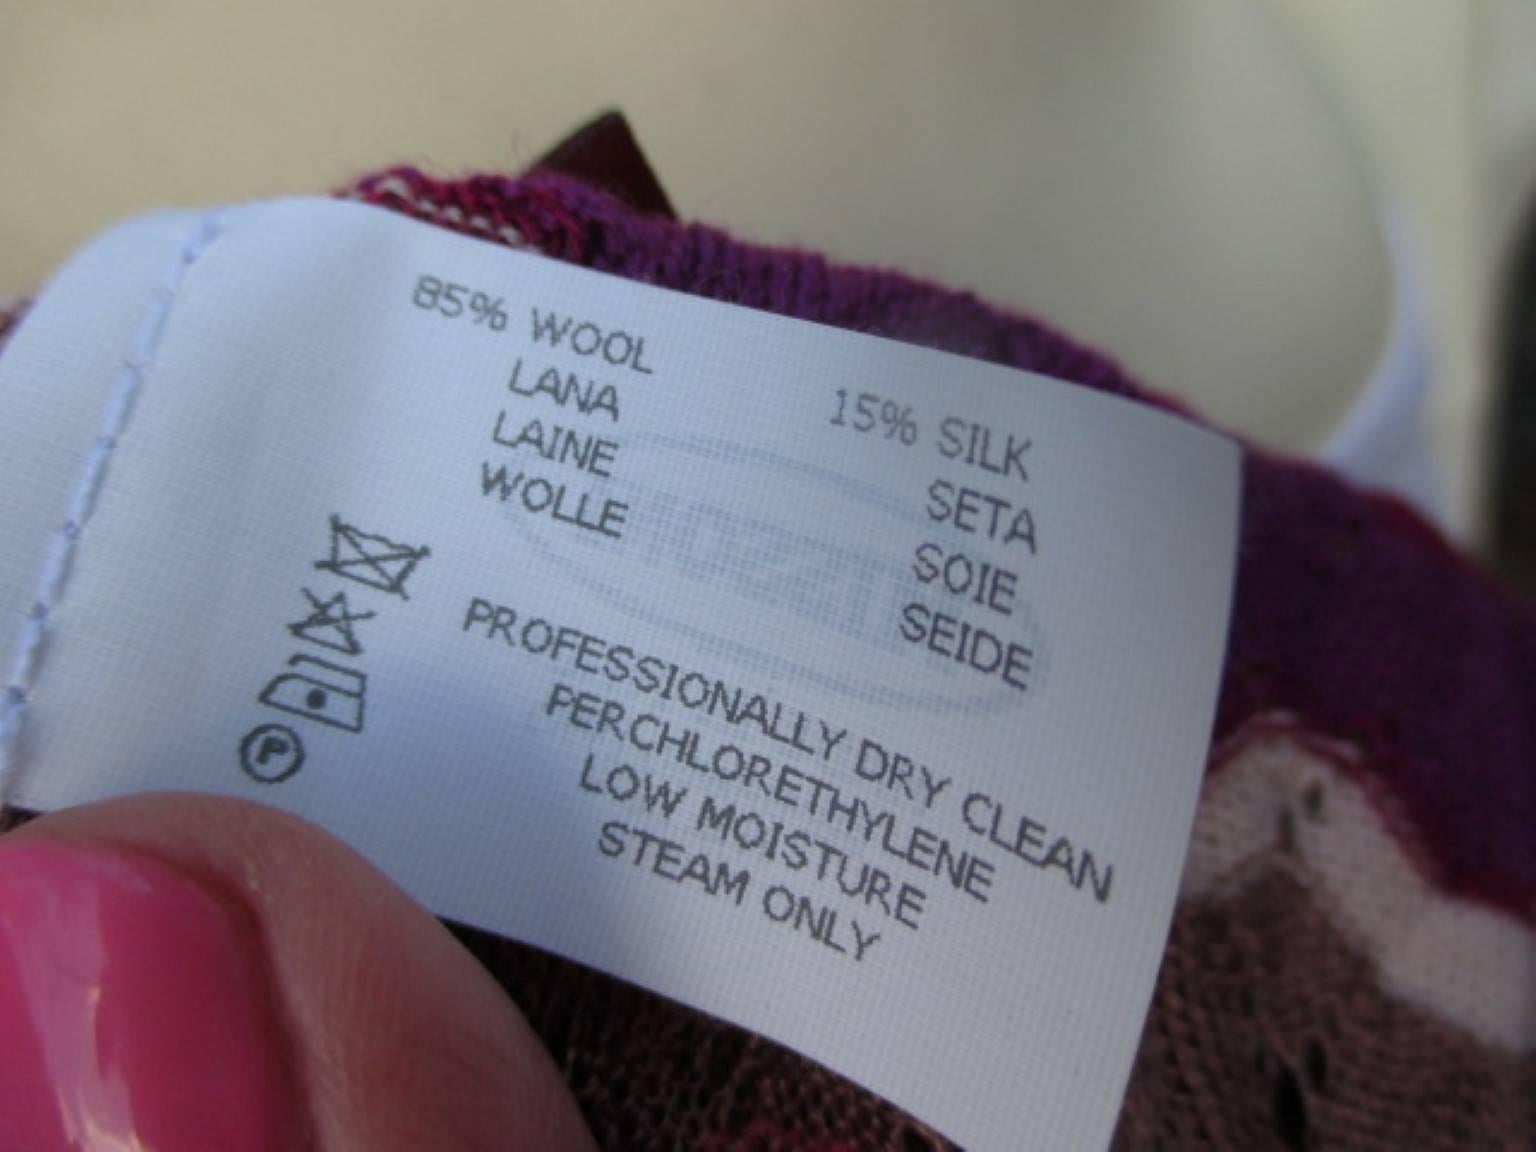 85% WOOL
LANA
LAINE
WOLLE
15% SILK
SETA
SOIE
SEIDE
PROFESSIONALLY DRY CLEAN
PERCHLORETHYLENE
LOW MOISTURE
STEAM ONLY
P